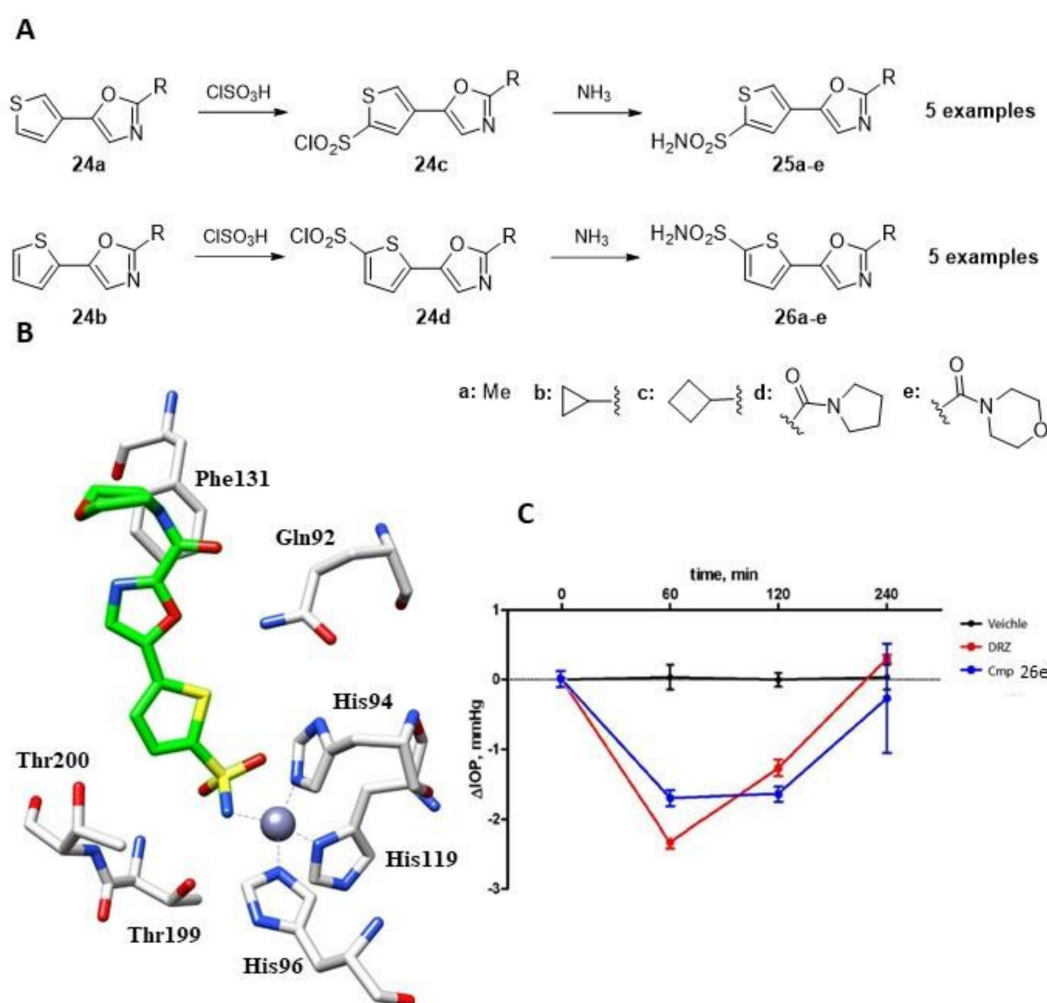 A
S O R N ClSO₃H S O R N ClO₂S NH₃ S O R N H₂NO₂S 5 examples
24a 24c 25a-e
S O R N ClSO₃H ClO₂S S O R N NH₃ H₂NO₂S S O R N 5 examples
24b 24d 26a-e
B
a: Me b: c: d: O N e: O N O
Phe131
Gln92
His94
Thr200
His119
Thr199
His96
C
time, min
0 60 120 240
1
0
-1
-2
-3
ΔIOP, mmHg
Veichle
DRZ
Cmp 26e